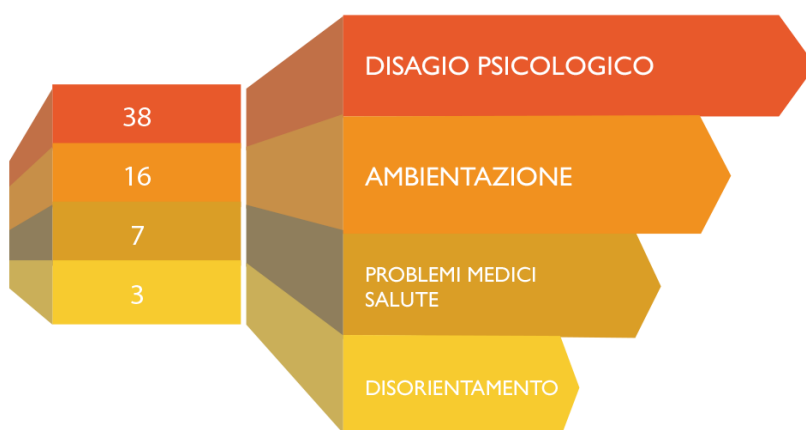 38
DISAGIO PSICOLOGICO
16
AMBIENTAZIONE
7
PROBLEMI MEDICI
SALUTE
3
DISORIENTAMENTO